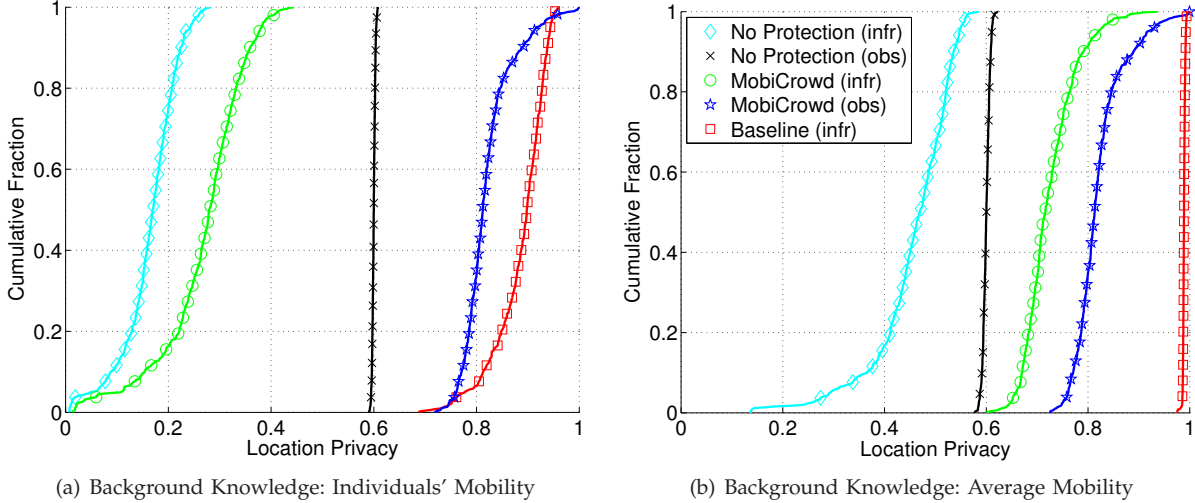 Cumulative Fraction
1
0.8
0.6
0.4
0.2
0
0 0.2 0.4 0.6 0.8 1
Location Privacy
(a) Background Knowledge: Individuals' Mobility
Cumulative Fraction
1
0.8
0.6
0.4
0.2
0
No Protection (infr)
No Protection (obs)
MobiCrowd (infr)
MobiCrowd (obs)
Baseline (infr)
0 0.2 0.4 0.6 0.8 1
Location Privacy
(b) Background Knowledge: Average Mobility